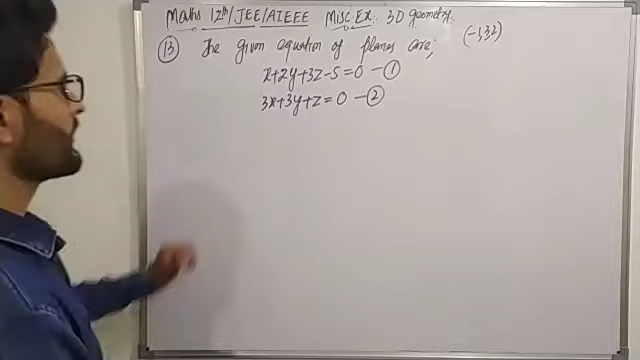 Maths 12th/JEE/AIEEE Misc Ex. 3D geometry.
(13) The given equation of planes are; (-1,3,2)
x+2y+3z-5=0 -(1)
3x+3y+z=0 -(2)